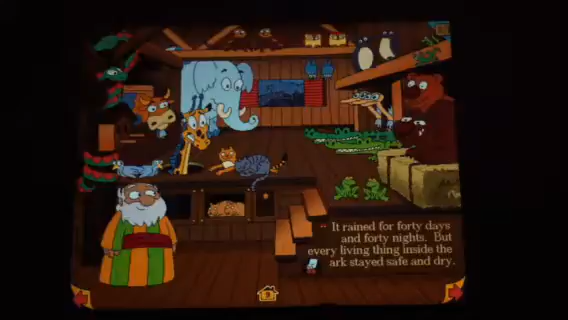 “ It rained for forty days
and forty nights. But
every living thing inside the
ark stayed safe and dry.